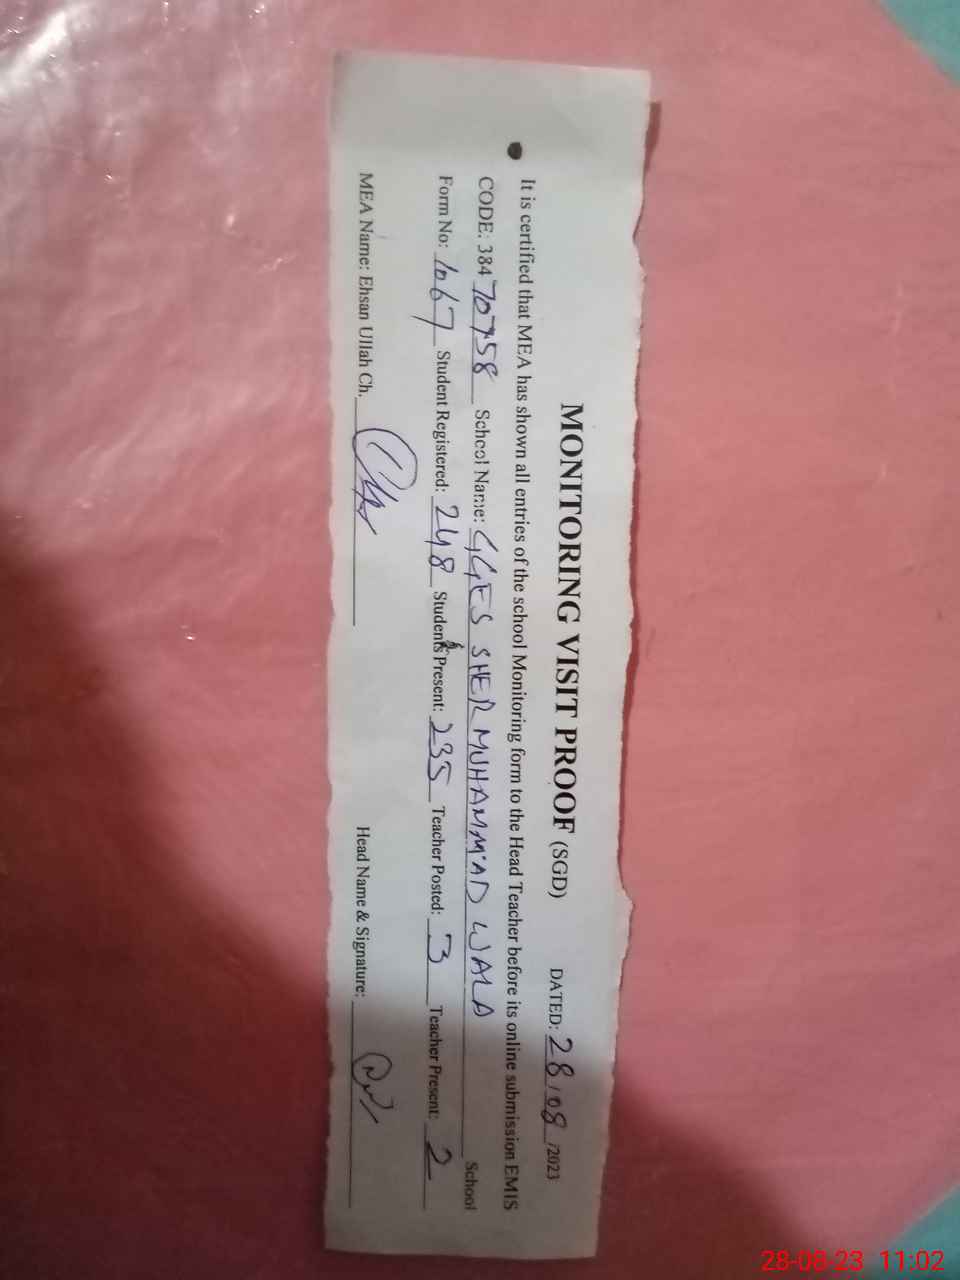 MONITORING VISIT PROOF (SGD) DATED: 28/08/2023
It is certified that MEA has shown all entries of the school Monitoring form to the Head Teacher before its online submission EMIS
CODE: 38470758 School Name: GGES SHER MUHAMMAD WALA School
Form No: 1067 Student Registered: 248 Students Present: 235 Teacher Posted: 3 Teacher Present: 2
MEA Name: Ehsan Ullah Ch. Head Name & Signature:
28-08-23 11:02